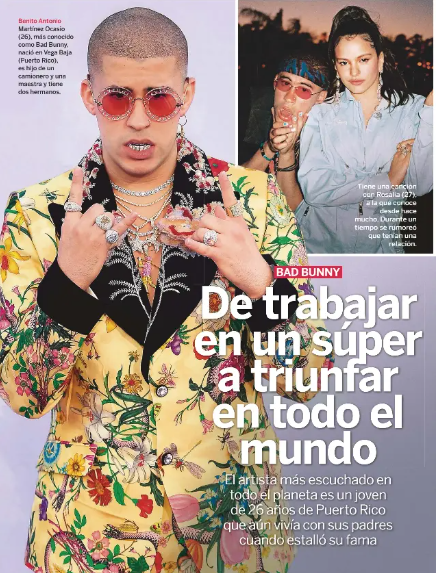 Benito Antonio
Martínez Ocasio
(26), más conocido
como Bad Bunny,
nació en Vega Baja
(Puerto Rico),
es hijo de un
camionero y una
maestra y tiene
dos hermanos.
Tiene una canción
con Rosalía (27),
a la que conoce
desde hace
mucho. Durante un
tiempo se rumoreó
que tenían una
relación.
BAD BUNNY
De trabajar
en un súper
a triunfar
en todo el
mundo
El artista más escuchado en
todo el planeta es un joven
de 26 años de Puerto Rico
que aún vivía con sus padres
cuando estalló su fama